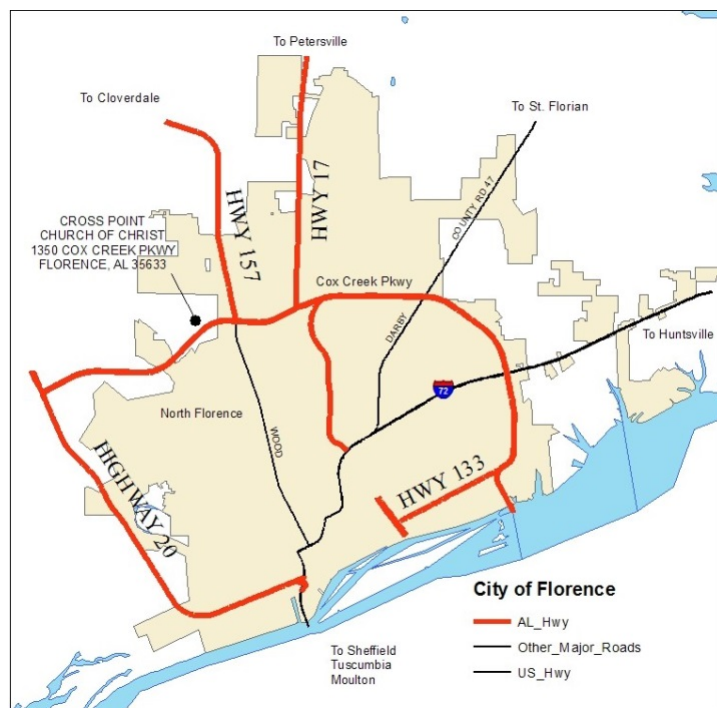 To Petersville
To Cloverdale
To St. Florian
HWY 17
HWY 157
COUNTY RD 47
CROSS POINT
CHURCH OF CHRIST
1350 COX CREEK PKWY
FLORENCE, AL 35633
Cox Creek Pkwy
DARBY
To Huntsville
72
North Florence
WOOD
HWY 133
HIGHWAY 20
City of Florence
AL_Hwy
Other_Major_Roads
US_Hwy
To Sheffield
Tuscumbia
Moulton